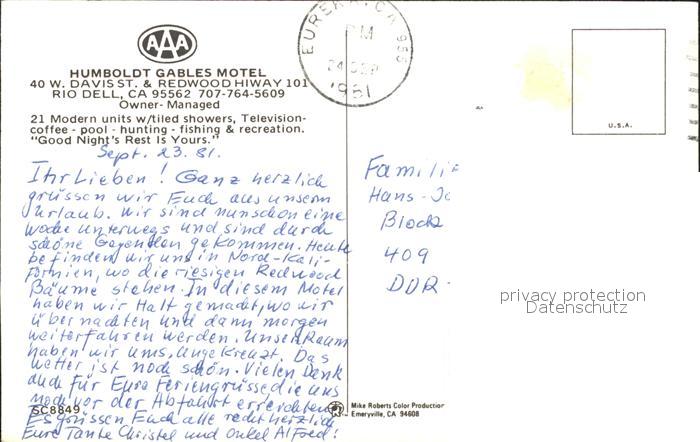 AAA
HUMBOLDT GABLES MOTEL
40 W. DAVIS ST. & REDWOOD HIWAY 101
RIO DELL, CA 95562 707-764-5609
Owner- Managed
21 Modern units w/tiled showers, Television-
coffee - pool - hunting - fishing & recreation.
"Good Night's Rest Is Yours."
Sept. 23. 81.
Ihr Lieben! Ganz herzlich
grüssen wir Euch aus unserm
Urlaub. Wir sind nun schon eine
Woche unterwegs und sind durch
schöne Gegenden gekommen. Heute
befinden wir uns in Nord-Kali-
fornien, wo die riesigen Redwood
Bäume stehen. In diesem Motel
haben wir Halt gemacht, wo wir
übernachten und dann morgen
weiterfahren werden. Unsern Raum
haben wir uns. angekreuzt. Das
Wetter ist noch schön. Vielen Dank
auch für Eure Feriengrüsse die uns
noch vor der Abfahrt erreichten.
Es grüssen Euch alle recht herzlich
Eure Tante Christel und Onkel Alfred!
SC8849
EUREKA, CA 955
PM
24 SEP
1981
U.S.A.
Famili
Hans-Jo
Block
409
DDR-
privacy protection
Datenschutz
Mike Roberts Color Production
Emeryville, CA 94608